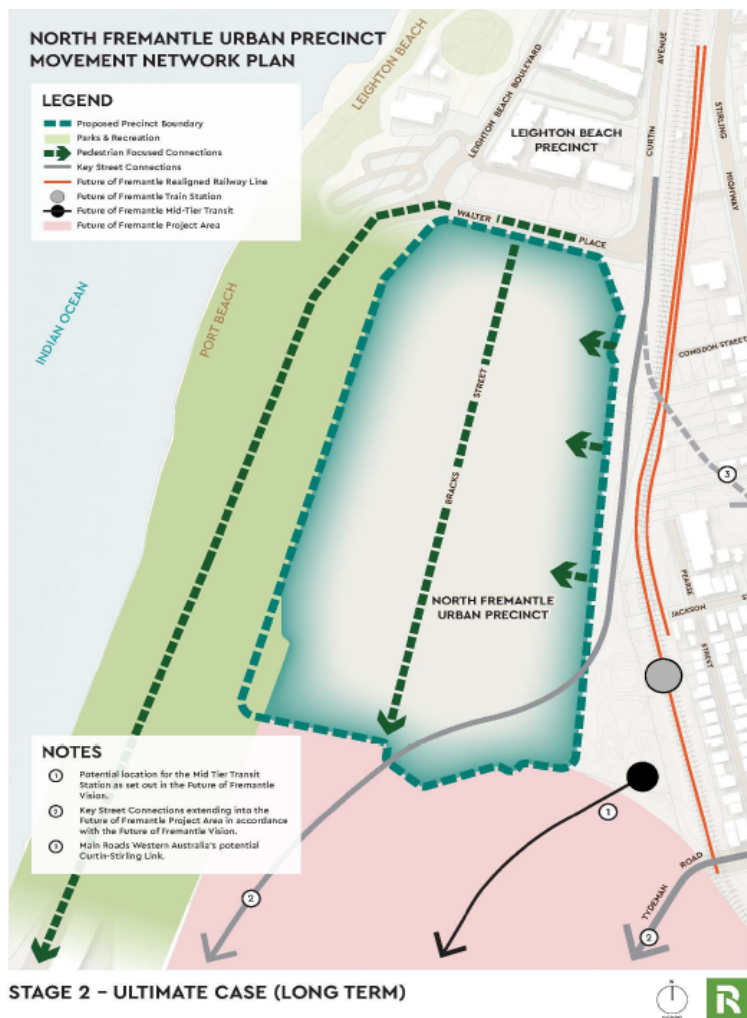 NORTH FREMANTLE URBAN PRECINCT
MOVEMENT NETWORK PLAN
LEGEND
Proposed Precinct Boundary
Parks & Recreation
Pedestrian Focused Connections
Key Street Connections
Future of Fremantle Realigned Railway Line
Future of Fremantle Train Station
Future of Fremantle Mid-Tier Transit
Future of Fremantle Project Area
LEIGHTON BEACH
LEIGHTON BEACH BOULEVARD
LEIGHTON BEACH
PRECINCT
CURTIN
AVENUE
STIRLING
HIGHWAY
WALTER
PLACE
INDIAN OCEAN
PORT BEACH
CONGDON STREET
BRACKS
STREET
3
NORTH FREMANTLE
URBAN PRECINCT
PEARSE
STREET
JACKSON
NOTES
1 Potential location for the Mid Tier Transit
Station as set out in the Future of Fremantle
Vision.
2 Key Street Connections extending into the
Future of Fremantle Project Area in accordance
with the Future of Fremantle Vision.
3 Main Roads Western Australia's potential
Curtin-Stirling Link.
1
2
TYDEMAN
ROAD
2
STAGE 2 – ULTIMATE CASE (LONG TERM)
N
R